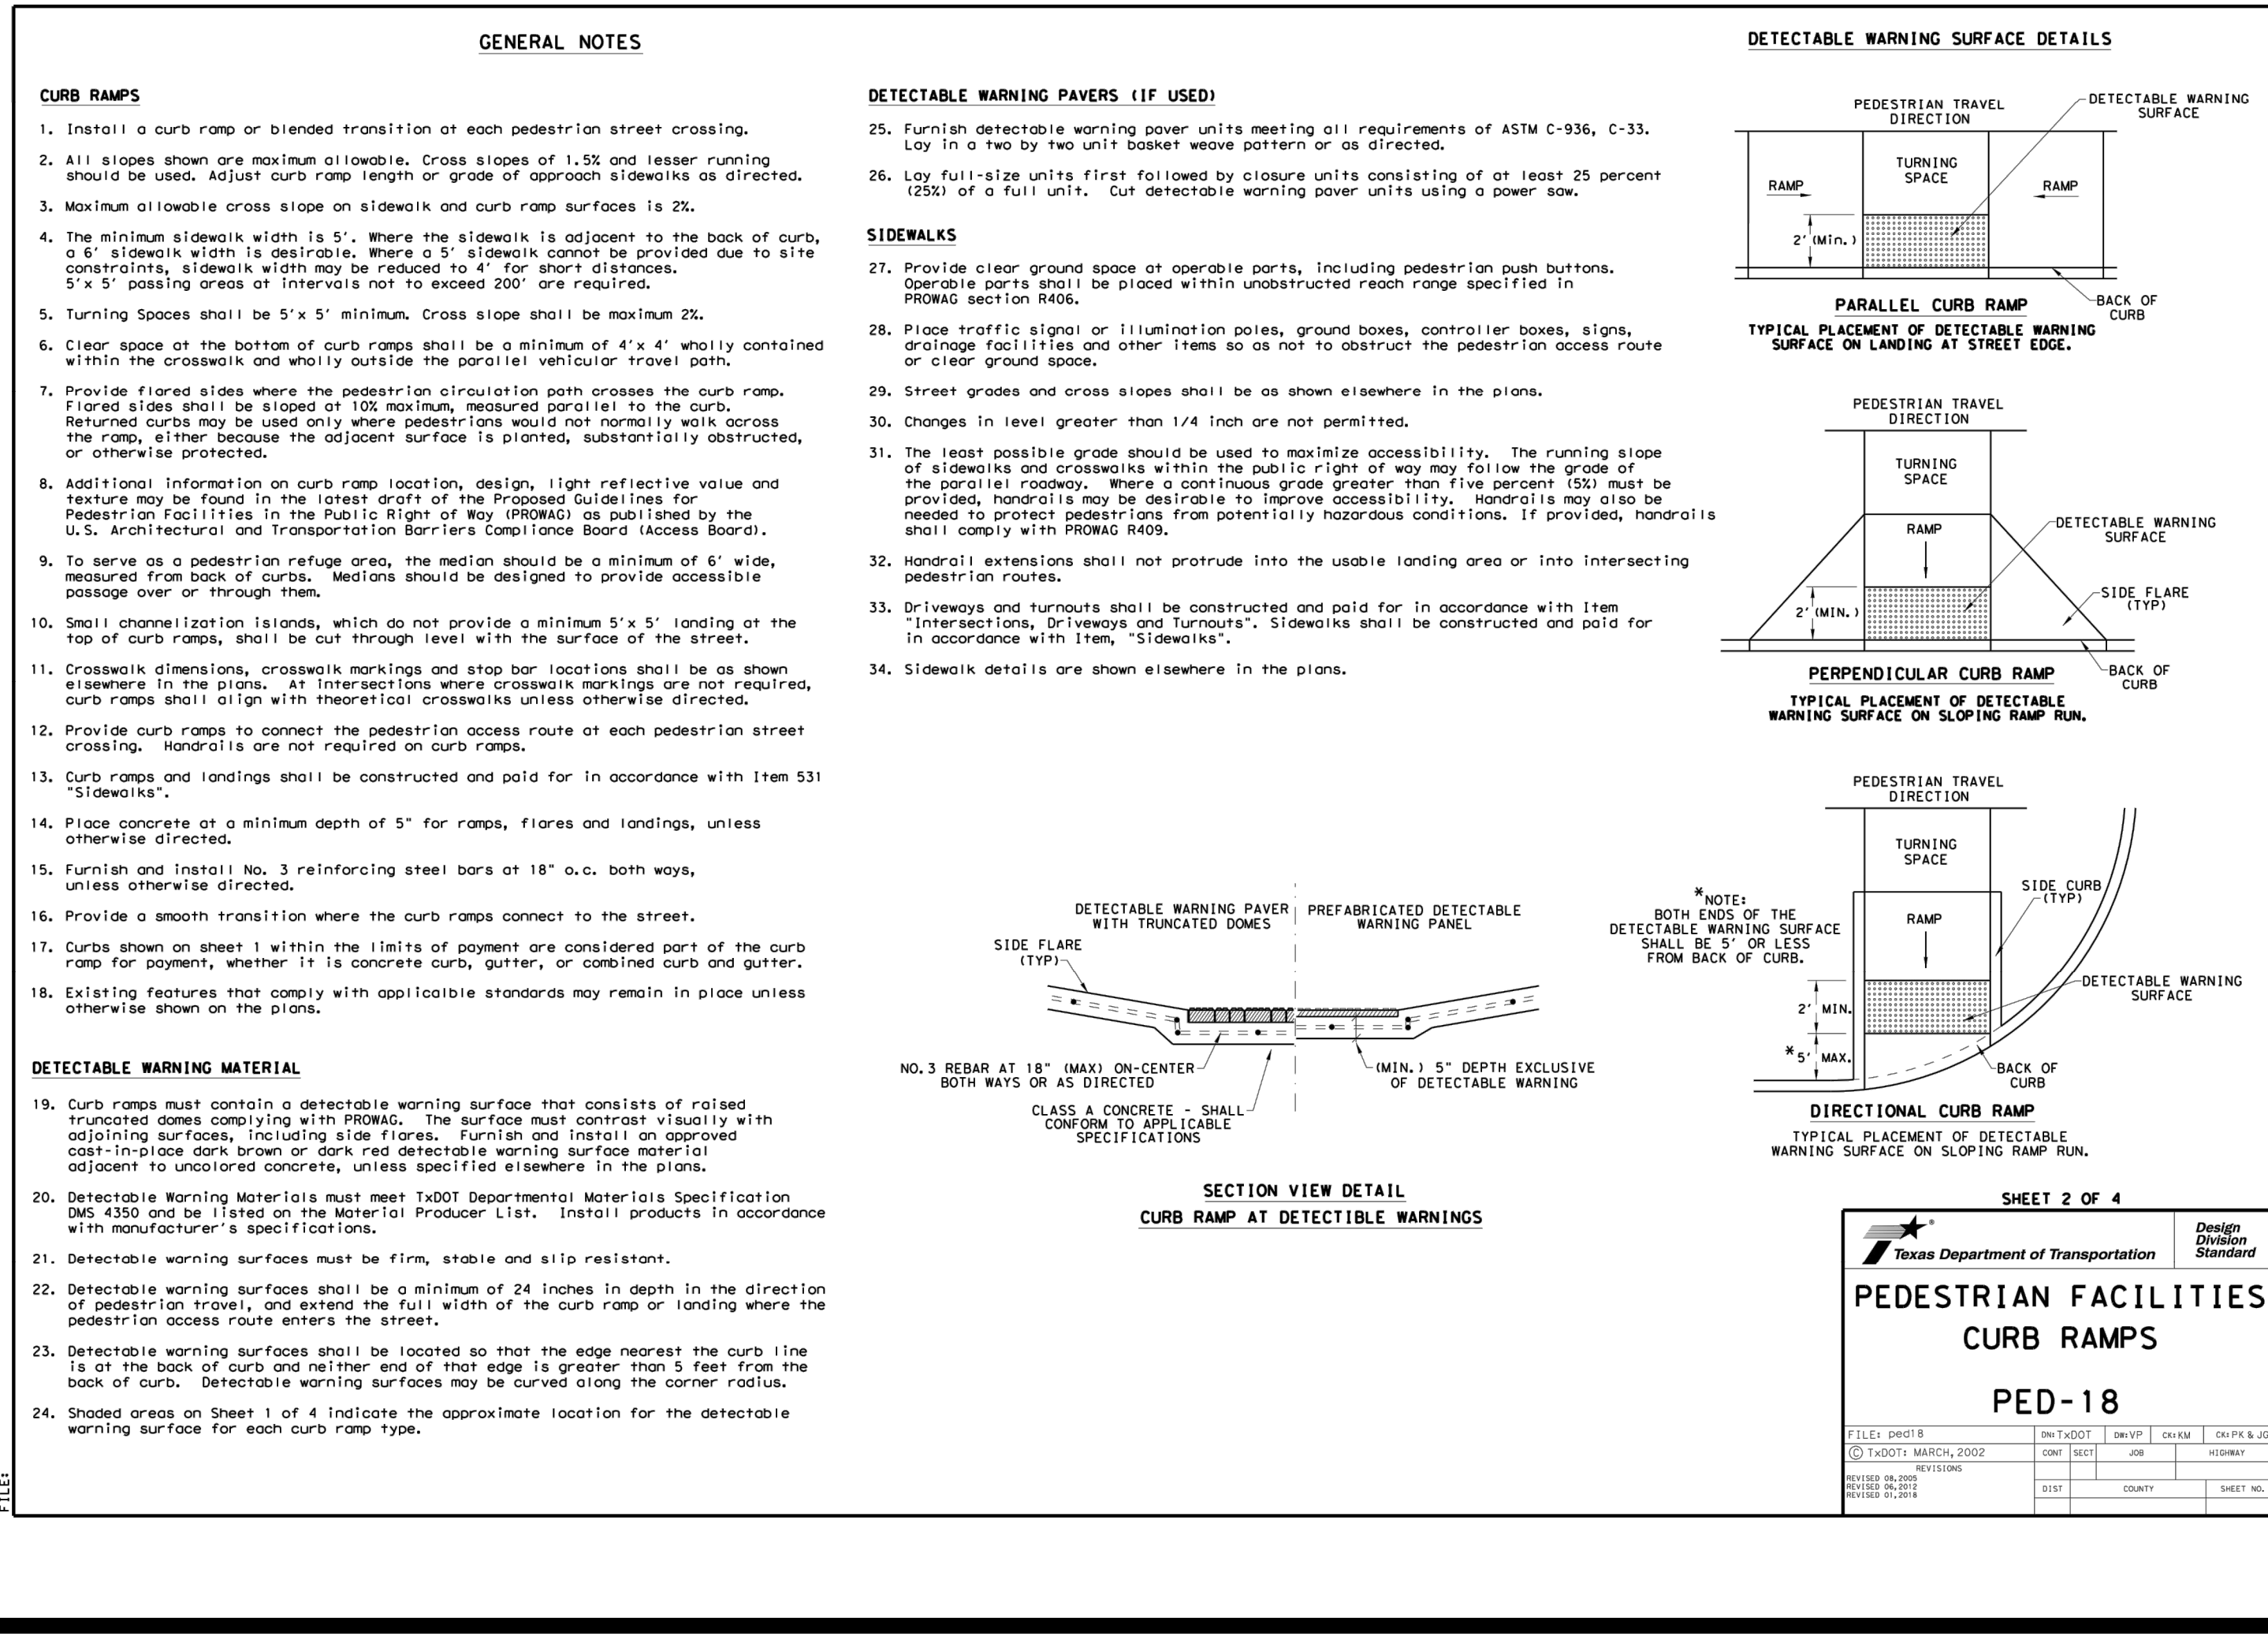 GENERAL NOTES
CURB RAMPS
1. Install a curb ramp or blended transition at each pedestrian street crossing.
2. All slopes shown are maximum allowable. Cross slopes of 1.5% and lesser running
should be used. Adjust curb ramp length or grade of approach sidewalks as directed.
3. Maximum allowable cross slope on sidewalk and curb ramp surfaces is 2%.
4. The minimum sidewalk width is 5'. Where the sidewalk is adjacent to the back of curb,
a 6' sidewalk width is desirable. Where a 5' sidewalk cannot be provided due to site
constraints, sidewalk width may be reduced to 4' for short distances.
5'x 5' passing areas at intervals not to exceed 200' are required.
5. Turning Spaces shall be 5'x 5' minimum. Cross slope shall be maximum 2%.
6. Clear space at the bottom of curb ramps shall be a minimum of 4'x 4' wholly contained
within the crosswalk and wholly outside the parallel vehicular travel path.
7. Provide flared sides where the pedestrian circulation path crosses the curb ramp.
Flared sides shall be sloped at 10% maximum, measured parallel to the curb.
Returned curbs may be used only where pedestrians would not normally walk across
the ramp, either because the adjacent surface is planted, substantially obstructed,
or otherwise protected.
8. Additional information on curb ramp location, design, light reflective value and
texture may be found in the latest draft of the Proposed Guidelines for
Pedestrian Facilities in the Public Right of Way (PROWAG) as published by the
U.S. Architectural and Transportation Barriers Compliance Board (Access Board).
9. To serve as a pedestrian refuge area, the median should be a minimum of 6' wide,
measured from back of curbs. Medians should be designed to provide accessible
passage over or through them.
10. Small channelization islands, which do not provide a minimum 5'x 5' landing at the
top of curb ramps, shall be cut through level with the surface of the street.
11. Crosswalk dimensions, crosswalk markings and stop bar locations shall be as shown
elsewhere in the plans. At intersections where crosswalk markings are not required,
curb ramps shall align with theoretical crosswalks unless otherwise directed.
12. Provide curb ramps to connect the pedestrian access route at each pedestrian street
crossing. Handrails are not required on curb ramps.
13. Curb ramps and landings shall be constructed and paid for in accordance with Item 531
"Sidewalks".
14. Place concrete at a minimum depth of 5" for ramps, flares and landings, unless
otherwise directed.
15. Furnish and install No. 3 reinforcing steel bars at 18" o.c. both ways,
unless otherwise directed.
16. Provide a smooth transition where the curb ramps connect to the street.
17. Curbs shown on sheet 1 within the limits of payment are considered part of the curb
ramp for payment, whether it is concrete curb, gutter, or combined curb and gutter.
18. Existing features that comply with applicalble standards may remain in place unless
otherwise shown on the plans.
DETECTABLE WARNING MATERIAL
19. Curb ramps must contain a detectable warning surface that consists of raised
truncated domes complying with PROWAG. The surface must contrast visually with
adjoining surfaces, including side flares. Furnish and install an approved
cast-in-place dark brown or dark red detectable warning surface material
adjacent to uncolored concrete, unless specified elsewhere in the plans.
20. Detectable Warning Materials must meet TxDOT Departmental Materials Specification
DMS 4350 and be listed on the Material Producer List. Install products in accordance
with manufacturer's specifications.
21. Detectable warning surfaces must be firm, stable and slip resistant.
22. Detectable warning surfaces shall be a minimum of 24 inches in depth in the direction
of pedestrian travel, and extend the full width of the curb ramp or landing where the
pedestrian access route enters the street.
23. Detectable warning surfaces shall be located so that the edge nearest the curb line
is at the back of curb and neither end of that edge is greater than 5 feet from the
back of curb. Detectable warning surfaces may be curved along the corner radius.
24. Shaded areas on Sheet 1 of 4 indicate the approximate location for the detectable
warning surface for each curb ramp type.
DETECTABLE WARNING PAVERS (IF USED)
25. Furnish detectable warning paver units meeting all requirements of ASTM C-936, C-33.
Lay in a two by two unit basket weave pattern or as directed.
26. Lay full-size units first followed by closure units consisting of at least 25 percent
(25%) of a full unit. Cut detectable warning paver units using a power saw.
SIDEWALKS
27. Provide clear ground space at operable parts, including pedestrian push buttons.
Operable parts shall be placed within unobstructed reach range specified in
PROWAG section R406.
28. Place traffic signal or illumination poles, ground boxes, controller boxes, signs,
drainage facilities and other items so as not to obstruct the pedestrian access route
or clear ground space.
29. Street grades and cross slopes shall be as shown elsewhere in the plans.
30. Changes in level greater than 1/4 inch are not permitted.
31. The least possible grade should be used to maximize accessibility. The running slope
of sidewalks and crosswalks within the public right of way may follow the grade of
the parallel roadway. Where a continuous grade greater than five percent (5%) must be
provided, handrails may be desirable to improve accessibility. Handrails may also be
needed to protect pedestrians from potentially hazardous conditions. If provided, handrails
shall comply with PROWAG R409.
32. Handrail extensions shall not protrude into the usable landing area or into intersecting
pedestrian routes.
33. Driveways and turnouts shall be constructed and paid for in accordance with Item
"Intersections, Driveways and Turnouts". Sidewalks shall be constructed and paid for
in accordance with Item, "Sidewalks".
34. Sidewalk details are shown elsewhere in the plans.
DETECTABLE WARNING PAVER
WITH TRUNCATED DOMES
PREFABRICATED DETECTABLE
WARNING PANEL
SIDE FLARE
(TYP)
NO.3 REBAR AT 18" (MAX) ON-CENTER
BOTH WAYS OR AS DIRECTED
(MIN.) 5" DEPTH EXCLUSIVE
OF DETECTABLE WARNING
CLASS A CONCRETE - SHALL
CONFORM TO APPLICABLE
SPECIFICATIONS
SECTION VIEW DETAIL
CURB RAMP AT DETECTIBLE WARNINGS
DETECTABLE WARNING SURFACE DETAILS
PEDESTRIAN TRAVEL
DIRECTION
DETECTABLE WARNING
SURFACE
TURNING
SPACE
RAMP
RAMP
2'(Min.)
BACK OF
CURB
PARALLEL CURB RAMP
TYPICAL PLACEMENT OF DETECTABLE WARNING
SURFACE ON LANDING AT STREET EDGE.
PEDESTRIAN TRAVEL
DIRECTION
TURNING
SPACE
RAMP
DETECTABLE WARNING
SURFACE
2'(MIN.)
SIDE FLARE
(TYP)
BACK OF
CURB
PERPENDICULAR CURB RAMP
TYPICAL PLACEMENT OF DETECTABLE
WARNING SURFACE ON SLOPING RAMP RUN.
PEDESTRIAN TRAVEL
DIRECTION
TURNING
SPACE
SIDE CURB
(TYP)
*NOTE:
BOTH ENDS OF THE
DETECTABLE WARNING SURFACE
SHALL BE 5' OR LESS
FROM BACK OF CURB.
RAMP
DETECTABLE WARNING
SURFACE
2' MIN.
*5' MAX.
BACK OF
CURB
DIRECTIONAL CURB RAMP
TYPICAL PLACEMENT OF DETECTABLE
WARNING SURFACE ON SLOPING RAMP RUN.
SHEET 2 OF 4
®
Texas Department of Transportation
Design
Division
Standard
PEDESTRIAN FACILITIES
CURB RAMPS
PED-18
FILE: ped18
DN: TxDOT
DW: VP
CK: KM
CK: PK & JG
© TxDOT: MARCH, 2002
CONT
SECT
JOB
HIGHWAY
REVISIONS
REVISED 08,2005
REVISED 06,2012
REVISED 01,2018
DIST
COUNTY
SHEET NO.
FILE: